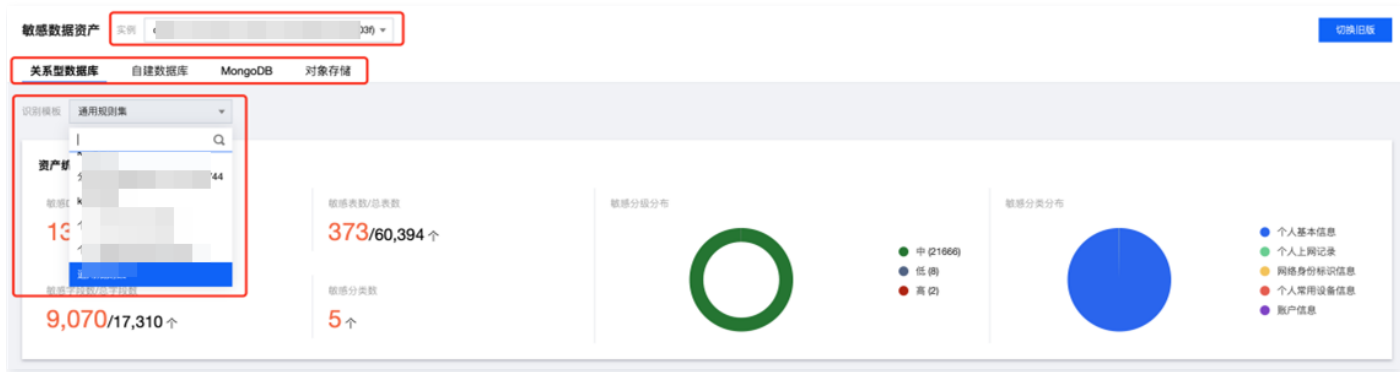 敏感数据资产 实例 03f) 切换旧版
关系型数据库 自建数据库 MongoDB 对象存储
识别模板 通用规则集
资产
44
敏感表数/总表数 敏感分级分布 敏感分类分布
13
373/60,394 个
中 (21666)
低 (8)
高 (2)
个人基本信息
个人上网记录
网络身份标识信息
个人常用设备信息
账户信息
敏感字段数/总字段数 敏感分类数
9,070/17,310 个 5 个